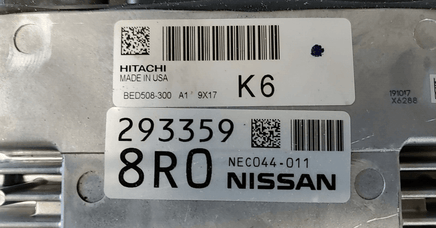 HITACHI
MADE IN USA
BED508-300 A1 9X17 K6
191017
X6288
293359
8R0 NEC044-011
NISSAN